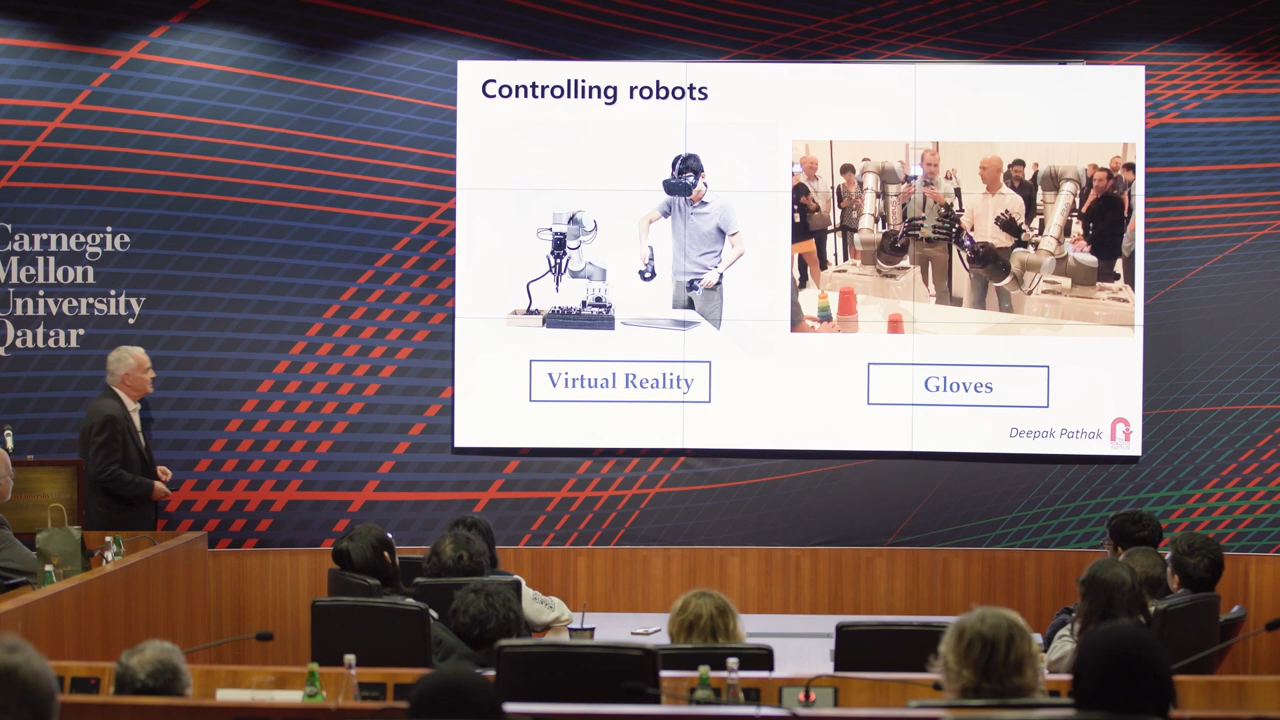 Controlling robots
Carnegie
Mellon
University
Qatar
Virtual Reality
Gloves
Deepak Pathak